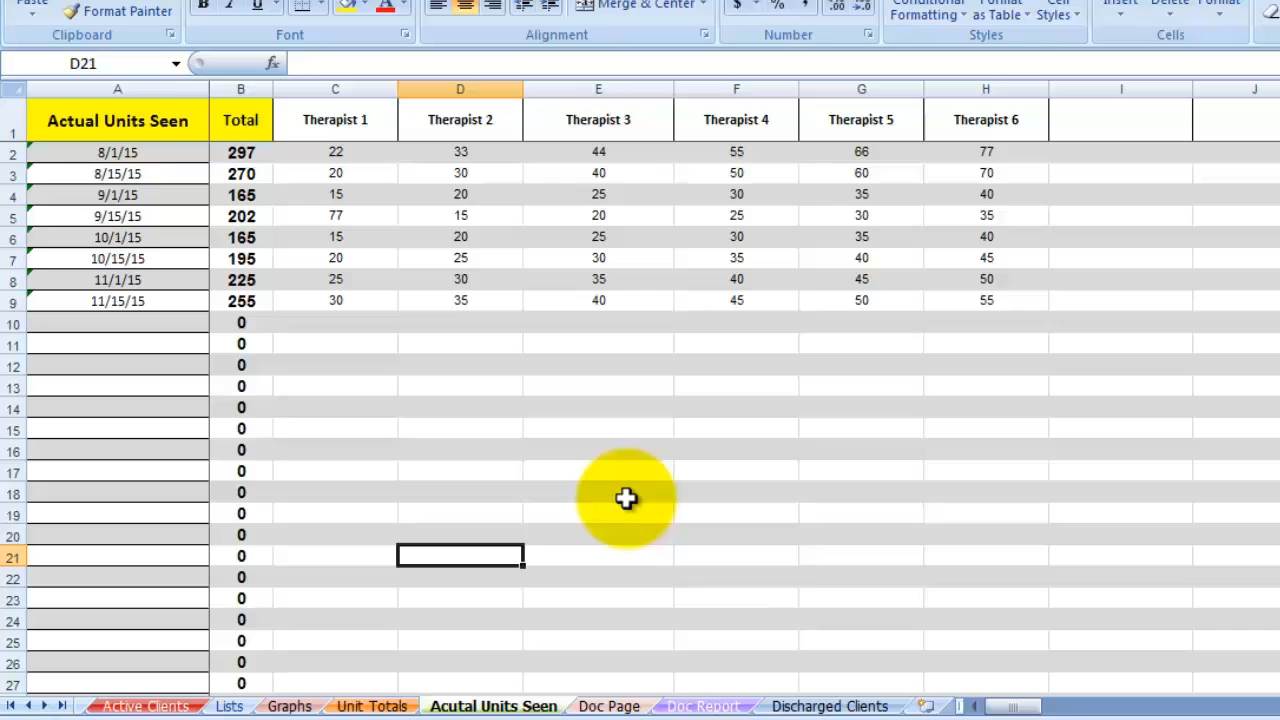 Paste
Format Painter
B I U
A
Merge & Center
$ % ,
Conditional Format Cell
Formatting as Table Styles
Insert Delete Format
Clipboard Font Alignment Number Styles Cells
D21 fx
A B C D E F G H I J
1 Actual Units Seen Total Therapist 1 Therapist 2 Therapist 3 Therapist 4 Therapist 5 Therapist 6
2 8/1/15 297 22 33 44 55 66 77
3 8/15/15 270 20 30 40 50 60 70
4 9/1/15 165 15 20 25 30 35 40
5 9/15/15 202 77 15 20 25 30 35
6 10/1/15 165 15 20 25 30 35 40
7 10/15/15 195 20 25 30 35 40 45
8 11/1/15 225 25 30 35 40 45 50
9 11/15/15 255 30 35 40 45 50 55
10 0
11 0
12 0
13 0
14 0
15 0
16 0
17 0
18 0
19 0
20 0
21 0
22 0
23 0
24 0
25 0
26 0
27 0
Active Clients Lists Graphs Unit Totals Acutal Units Seen Doc Page Doc Report Discharged Clients